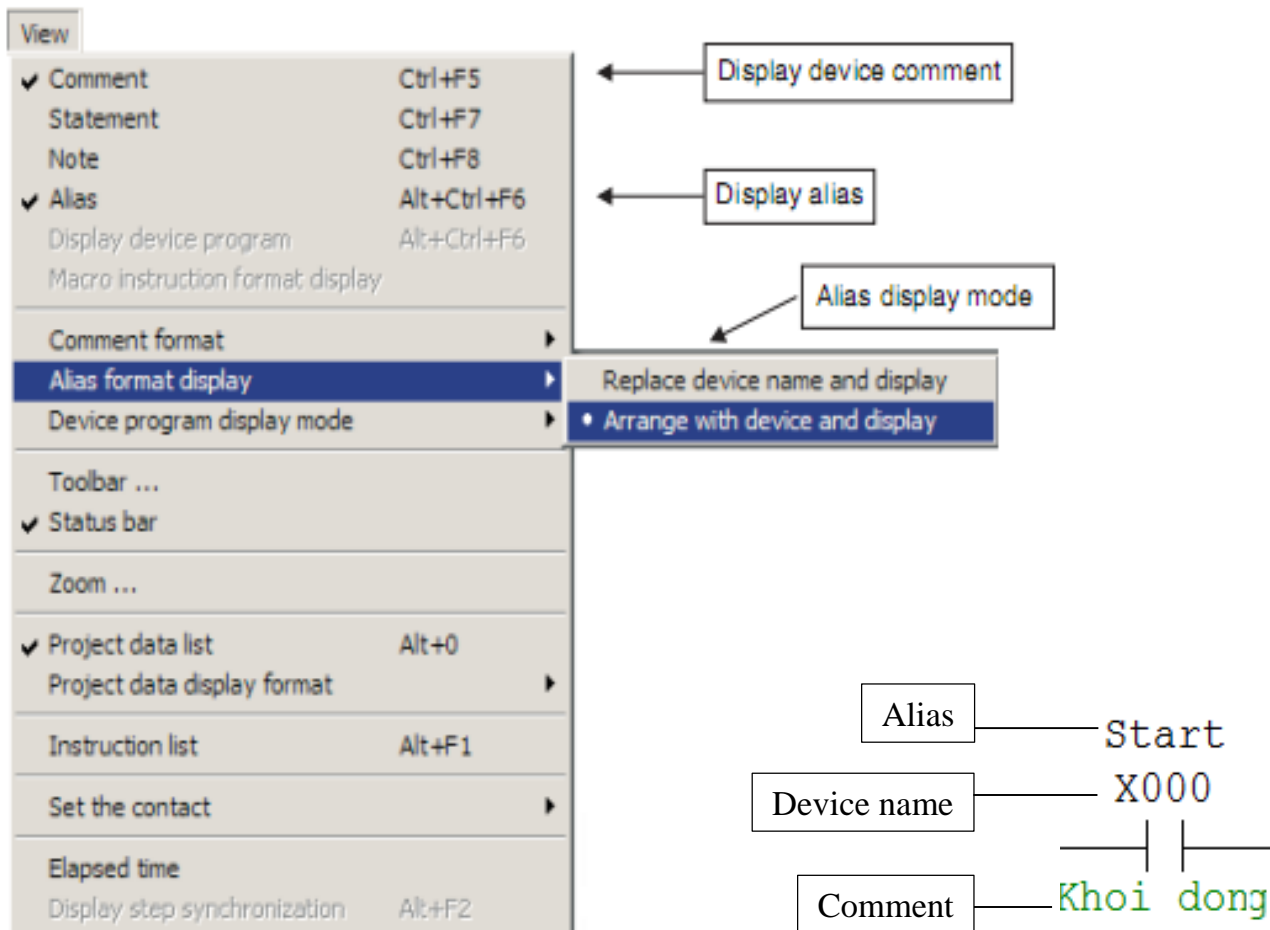 View
Comment Ctrl+F5
Display device comment
Statement Ctrl+F7
Note Ctrl+F8
Alias Alt+Ctrl+F6
Display alias
Display device program Alt+Ctrl+F6
Macro instruction format display
Alias display mode
Comment format
Alias format display
Replace device name and display
Device program display mode
Arrange with device and display
Toolbar ...
Status bar
Zoom ...
Project data list Alt+0
Project data display format
Instruction list Alt+F1
Set the contact
Elapsed time
Display step synchronization Alt+F2
Alias
Start
Device name
X000
Comment
Khoi dong